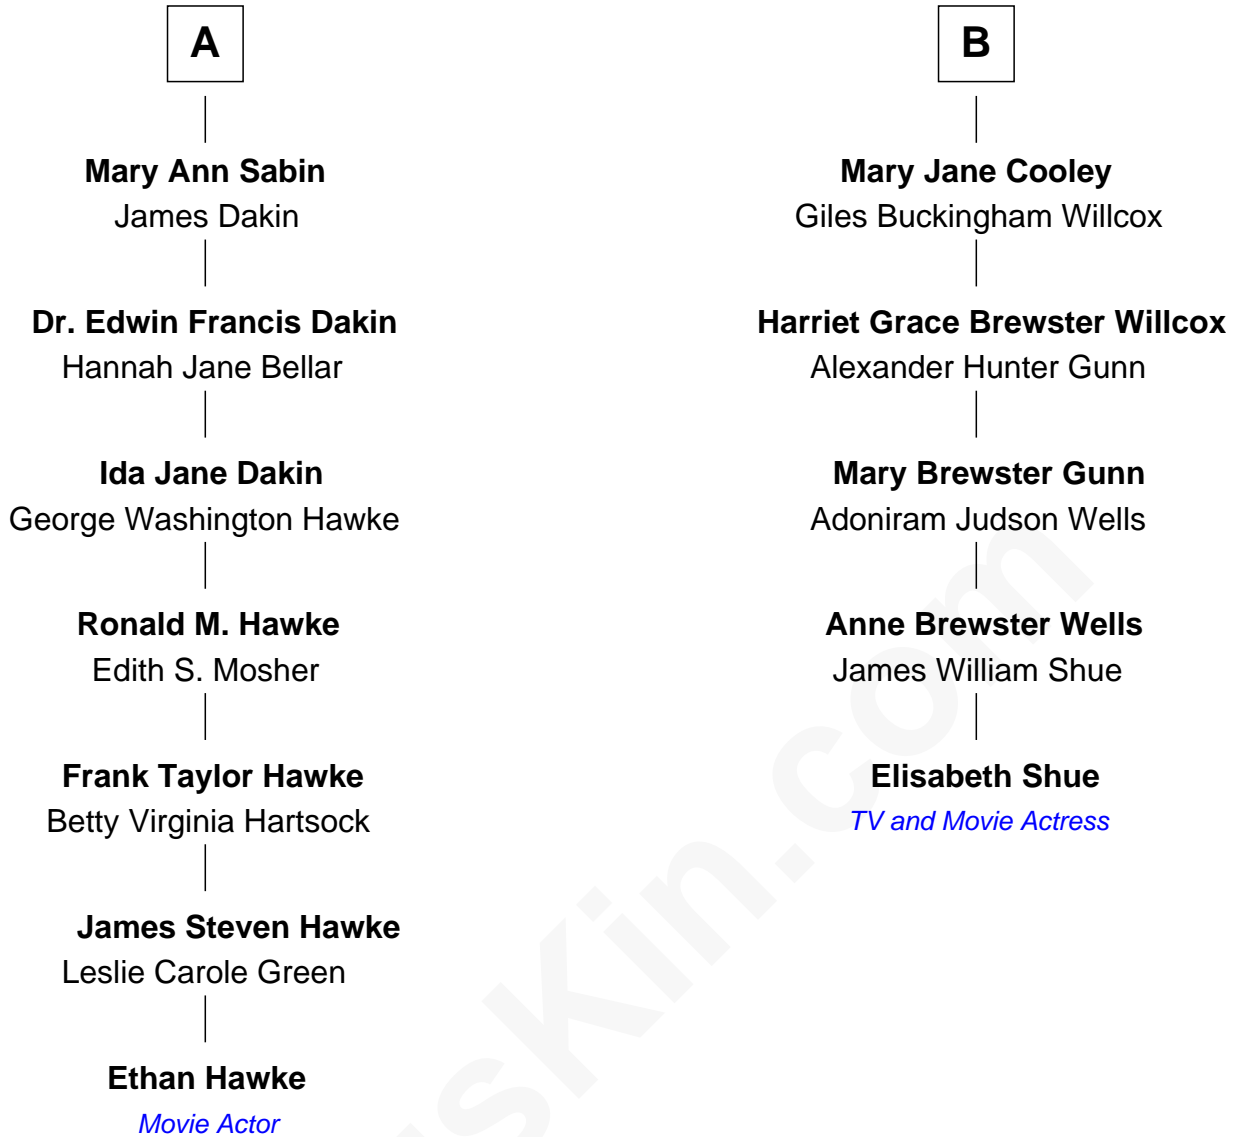 A
Mary Ann Sabin
James Dakin
Dr. Edwin Francis Dakin
Hannah Jane Bellar
Ida Jane Dakin
George Washington Hawke
Ronald M. Hawke
Edith S. Mosher
Frank Taylor Hawke
Betty Virginia Hartsock
James Steven Hawke
Leslie Carole Green
Ethan Hawke
Movie Actor
B
Mary Jane Cooley
Giles Buckingham Willcox
Harriet Grace Brewster Willcox
Alexander Hunter Gunn
Mary Brewster Gunn
Adoniram Judson Wells
Anne Brewster Wells
James William Shue
Elisabeth Shue
TV and Movie Actress
sKin.com